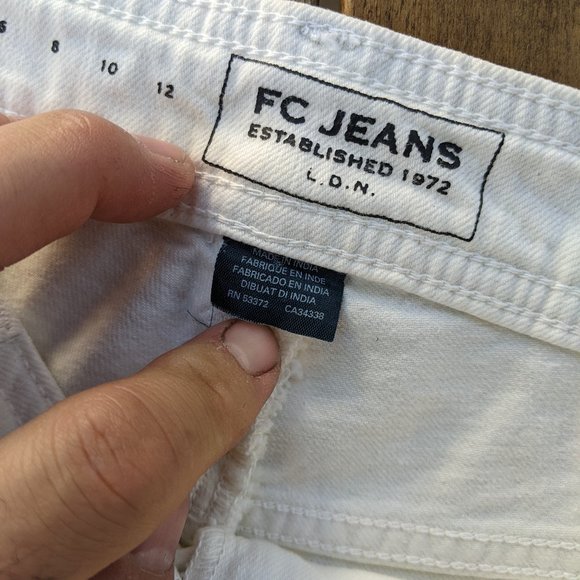 6 8 10 12
FC JEANS
ESTABLISHED 1972
L.D.N.
MADE IN INDIA
FABRIQUE EN INDE
FABRICADO EN INDIA
DIBUAT DI INDIA
RN 53372 CA34338